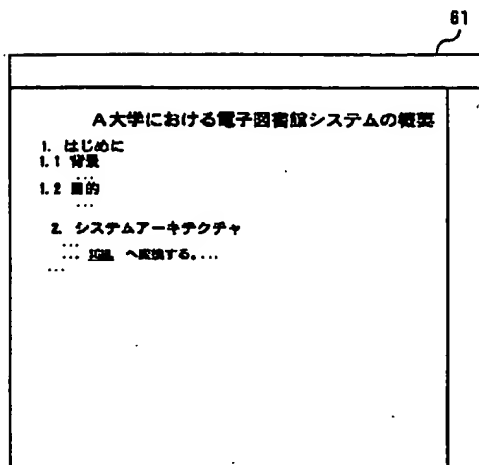 61
A大学における電子図書館システムの概要
1. はじめに
1.1 背景
...
1.2 目的
...
2. システムアーキテクチャ
...
... へ変換する。...
...